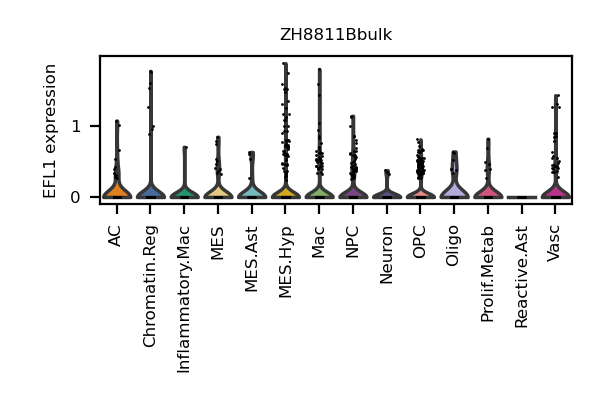 ZH8811Bbulk
EFL1 expression
1
0
AC
Chromatin.Reg
Inflammatory.Mac
MES
MES.Ast
MES.Hyp
Mac
NPC
Neuron
OPC
Oligo
Prolif.Metab
Reactive.Ast
Vasc